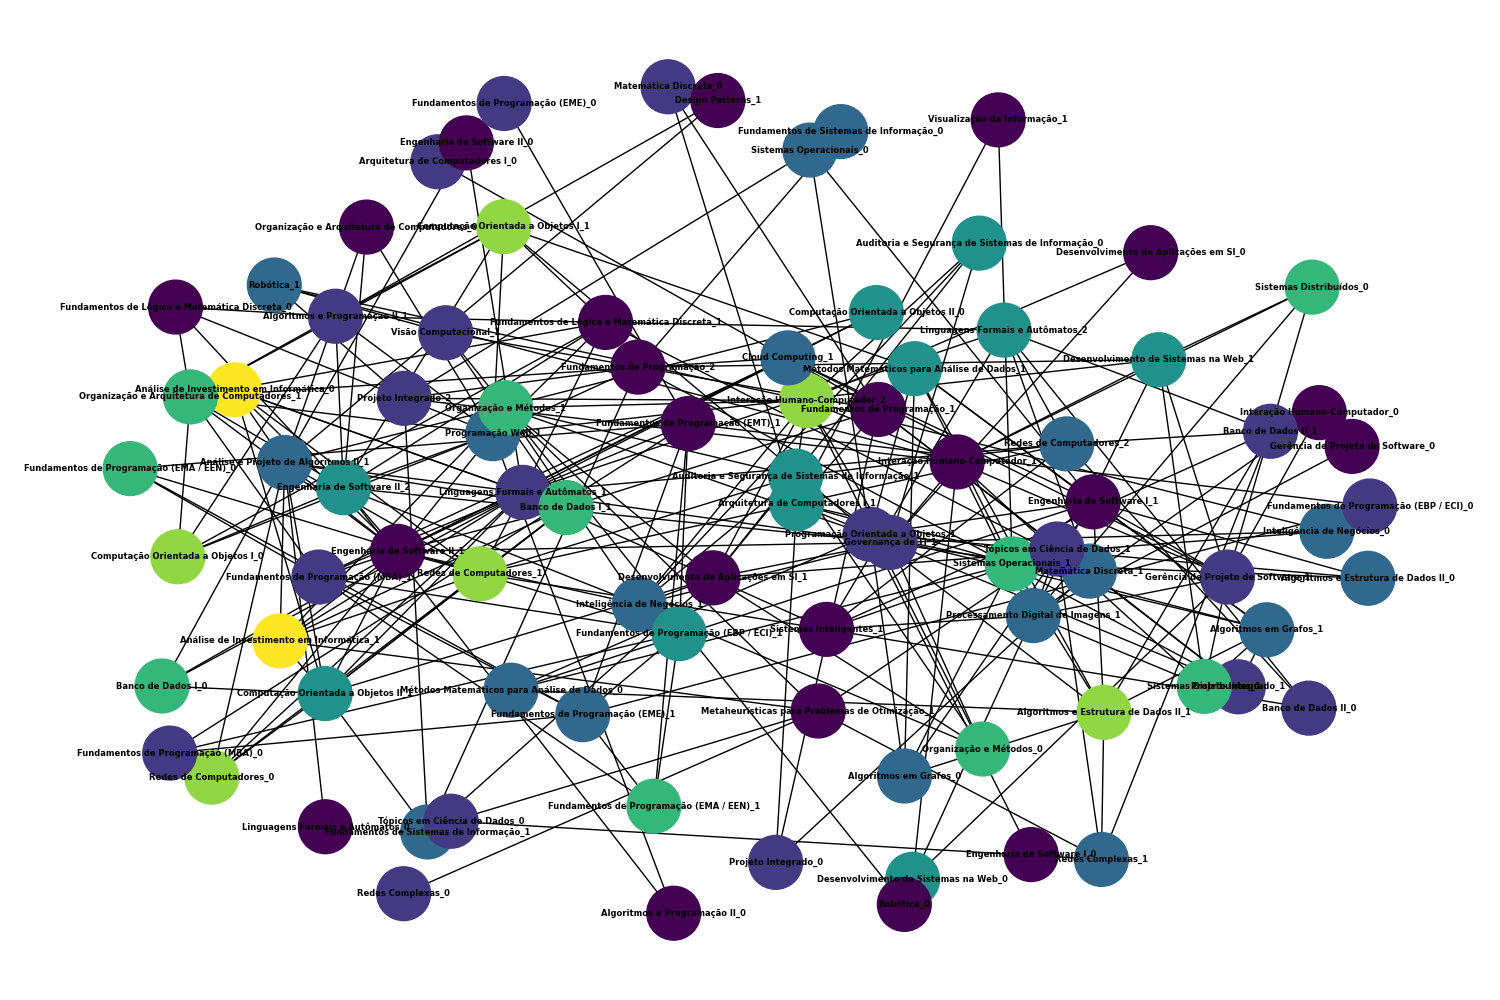 Matemática Discreta_0
Design Patterns_1
Fundamentos de Programação (EME)_0
Visualização da Informação_1
Fundamentos de Sistemas de Informação_0
Engenharia de Software II_0
Sistemas Operacionais_0
Arquitetura de Computadores I_0
Organização e Arquitetura de Computadores_0
Computação Orientada a Objetos I_1
Auditoria e Segurança de Sistemas de Informação_0
Desenvolvimento de Aplicações em SI_0
Robótica_1
Sistemas Distribuídos_0
Fundamentos de Lógica e Matemática Discreta_0
Computação Orientada a Objetos II_0
Algoritmos e Programação II_1
Fundamentos de Lógica e Matemática Discreta_1
Linguagens Formais e Autômatos_2
Visão Computacional_1
Cloud Computing_1
Desenvolvimento de Sistemas na Web_1
Fundamentos de Programação_2
Métodos Matemáticos para Análise de Dados_1
Análise de Investimento em Informática_0
Organização e Arquitetura de Computadores_1
Projeto Integrado_2
Interação Humano-Computador_2
Organização e Métodos_1
Fundamentos de Programação_1
Interação Humano-Computador_0
Fundamentos de Programação (EMT)_1
Banco de Dados II_1
Programação Web_1
Redes de Computadores_2
Gerência de Projeto de Software_0
Análise e Projeto de Algoritmos II_1
Interação Humano-Computador_1
Fundamentos de Programação (EMA / EEN)_0
Auditoria e Segurança de Sistemas de Informação_1
Engenharia de Software II_2
Linguagens Formais e Autômatos_1
Engenharia de Software I_1
Arquitetura de Computadores I_1
Banco de Dados I_1
Fundamentos de Programação (EBP / ECI)_0
Inteligência de Negócios_0
Programação Orientada a Objetos_1
Governança de TI_1
Engenharia de Software II_1
Tópicos em Ciência de Dados_1
Computação Orientada a Objetos I_0
Sistemas Operacionais_1
Matemática Discreta_1
Redes de Computadores_1
Fundamentos de Programação (MBA)_1
Desenvolvimento de Aplicações em SI_1
Gerência de Projeto de Software_1
Algoritmos e Estrutura de Dados II_0
Inteligência de Negócios_1
Processamento Digital de Imagens_1
Sistemas Inteligentes_1
Algoritmos em Grafos_1
Fundamentos de Programação (EBP / ECI)_1
Análise de Investimento em Informática_1
Banco de Dados I_0
Sistemas Distribuídos_1
Projeto Integrado_1
Métodos Matemáticos para Análise de Dados_0
Computação Orientada a Objetos II_1
Banco de Dados II_0
Metaheurísticas para Problemas de Otimização_1
Algoritmos e Estrutura de Dados II_1
Fundamentos de Programação (EME)_1
Organização e Métodos_0
Fundamentos de Programação (MBA)_0
Redes de Computadores_0
Algoritmos em Grafos_0
Fundamentos de Programação (EMA / EEN)_1
Tópicos em Ciência de Dados_0
Linguagens Formais e Autômatos_0
Fundamentos de Sistemas de Informação_1
Engenharia de Software I_0
Redes Complexas_1
Projeto Integrado_0
Desenvolvimento de Sistemas na Web_0
Redes Complexas_0
Robótica_0
Algoritmos e Programação II_0